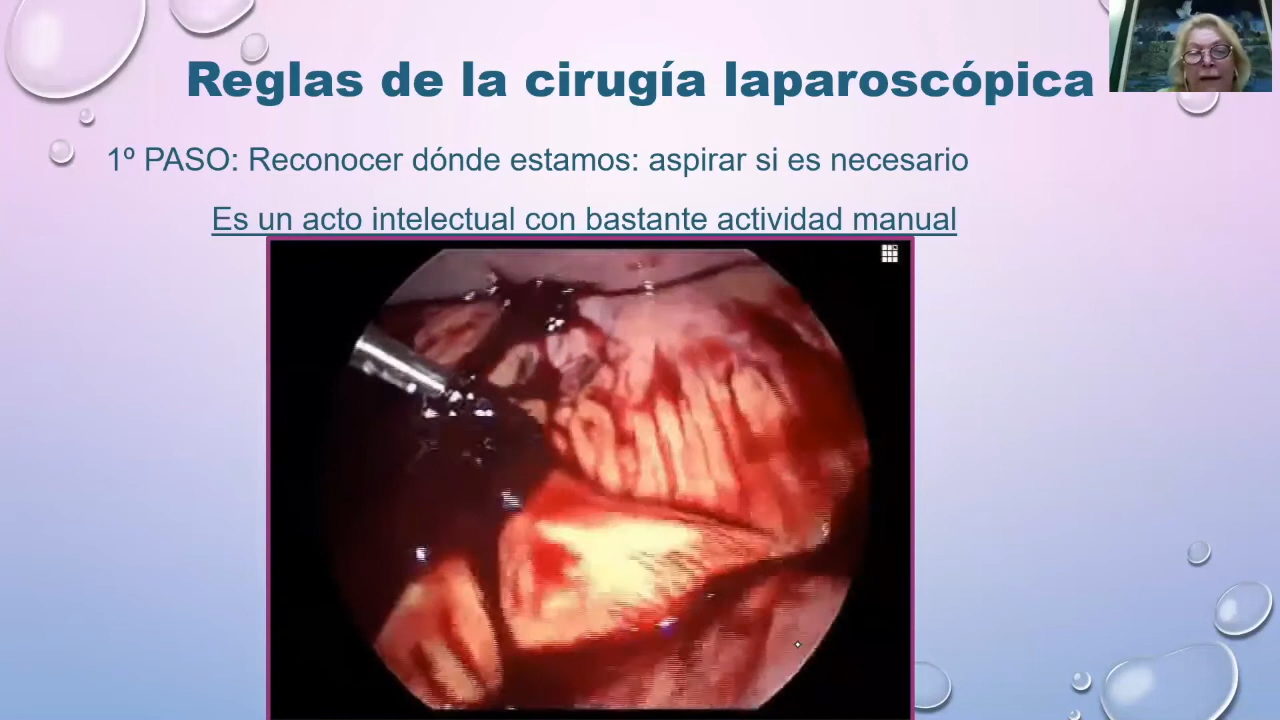 Reglas de la cirugía laparoscópica
1º PASO: Reconocer dónde estamos: aspirar si es necesario
Es un acto intelectual con bastante actividad manual